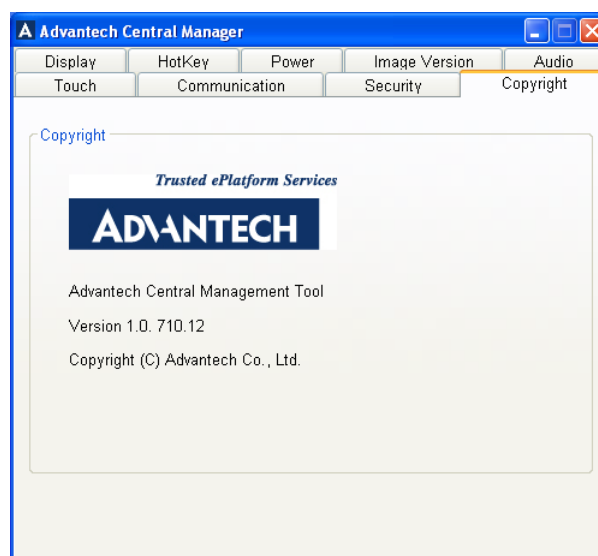 A Advantech Central Manager
Display HotKey Power Image Version Audio
Touch Communication Security Copyright
Copyright
Trusted ePlatform Services
ADVANTECH
Advantech Central Management Tool
Version 1.0. 710.12
Copyright (C) Advantech Co., Ltd.